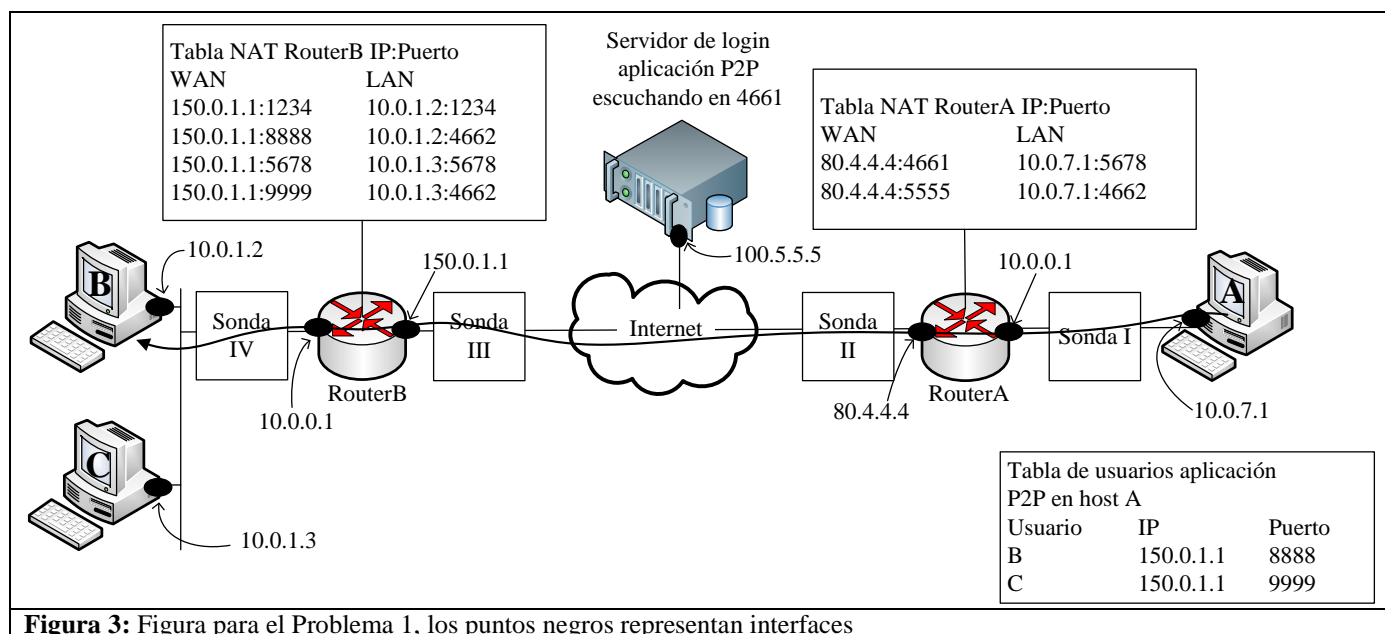 Tabla NAT RouterB IP:Puerto
WAN LAN
150.0.1.1:1234 10.0.1.2:1234
150.0.1.1:8888 10.0.1.2:4662
150.0.1.1:5678 10.0.1.3:5678
150.0.1.1:9999 10.0.1.3:4662
Servidor de login
aplicación P2P
escuchando en 4661
Tabla NAT RouterA IP:Puerto
WAN LAN
80.4.4.4:4661 10.0.7.1:5678
80.4.4.4:5555 10.0.7.1:4662
10.0.1.2
150.0.1.1
100.5.5.5
10.0.0.1
B
A
Sonda
IV
Sonda
III
Internet
Sonda
II
Sonda I
RouterB
RouterA
10.0.0.1
80.4.4.4
10.0.7.1
C
10.0.1.3
Tabla de usuarios aplicación
P2P en host A
Usuario IP Puerto
B 150.0.1.1 8888
C 150.0.1.1 9999
Figura 3: Figura para el Problema 1, los puntos negros representan interfaces